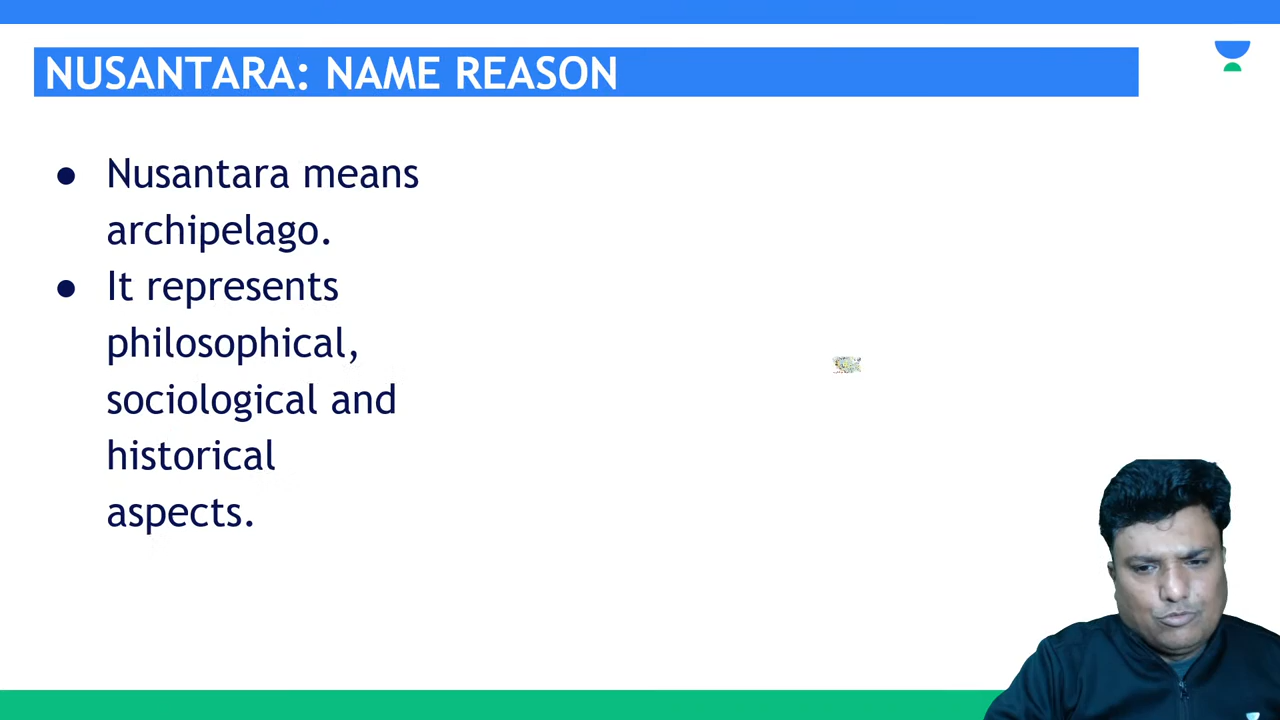 NUSANTARA: NAME REASON
● Nusantara means
archipelago.
● It represents
philosophical,
sociological and
historical
aspects.